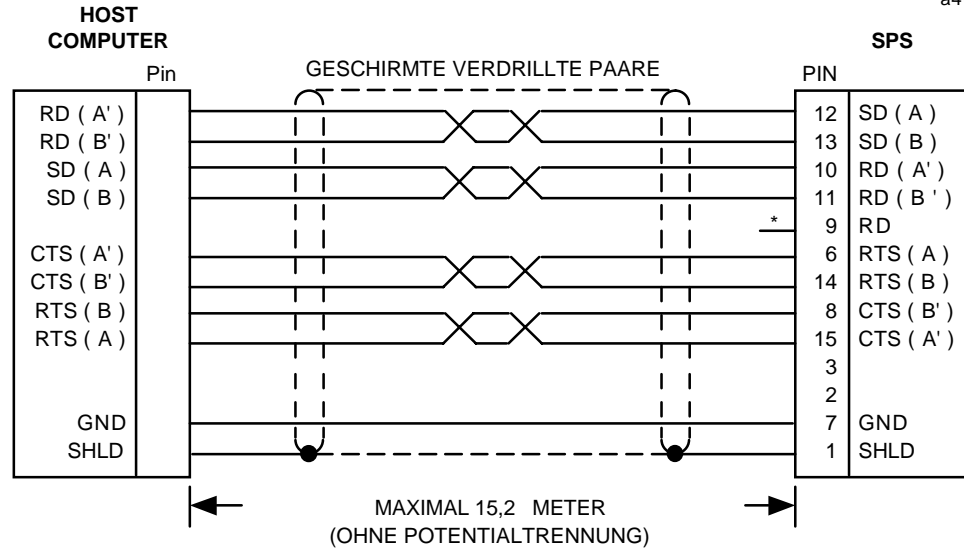 a4
HOST
COMPUTER
SPS
Pin
GESCHIRMTE VERDRILLTE PAARE
PIN
RD ( A' )
12
SD ( A )
RD ( B' )
13
SD ( B )
SD ( A )
10
RD ( A' )
SD ( B )
11
RD ( B ' )
*
9
RD
CTS ( A' )
6
RTS ( A )
CTS ( B' )
14
RTS ( B )
RTS ( B )
8
CTS ( B' )
RTS ( A )
15
CTS ( A' )
3
2
GND
7
GND
SHLD
1
SHLD
MAXIMAL 15,2 METER
(OHNE POTENTIALTRENNUNG)